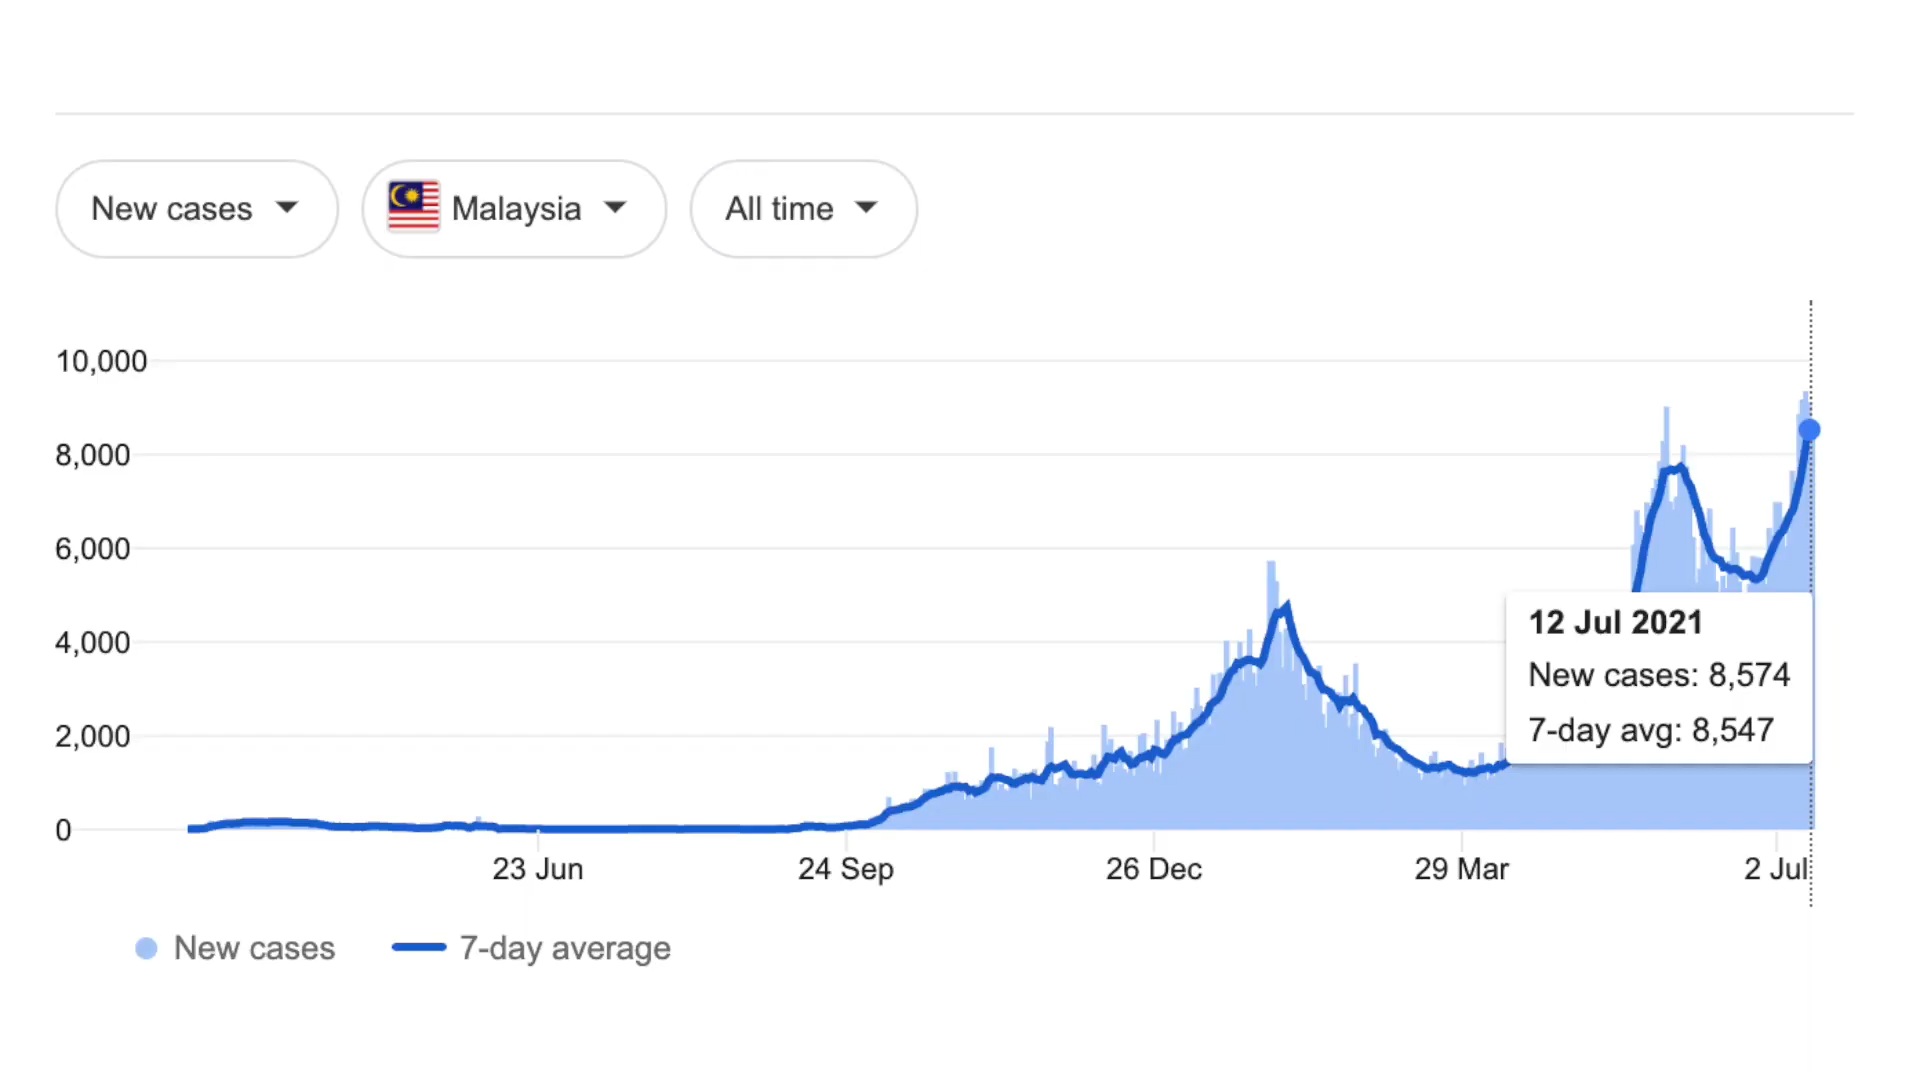 New cases
Malaysia
All time
10,000
8,000
6,000
4,000
2,000
0
12 Jul 2021
New cases: 8,574
7-day avg: 8,547
23 Jun
24 Sep
26 Dec
29 Mar
2 Jul
New cases
7-day average